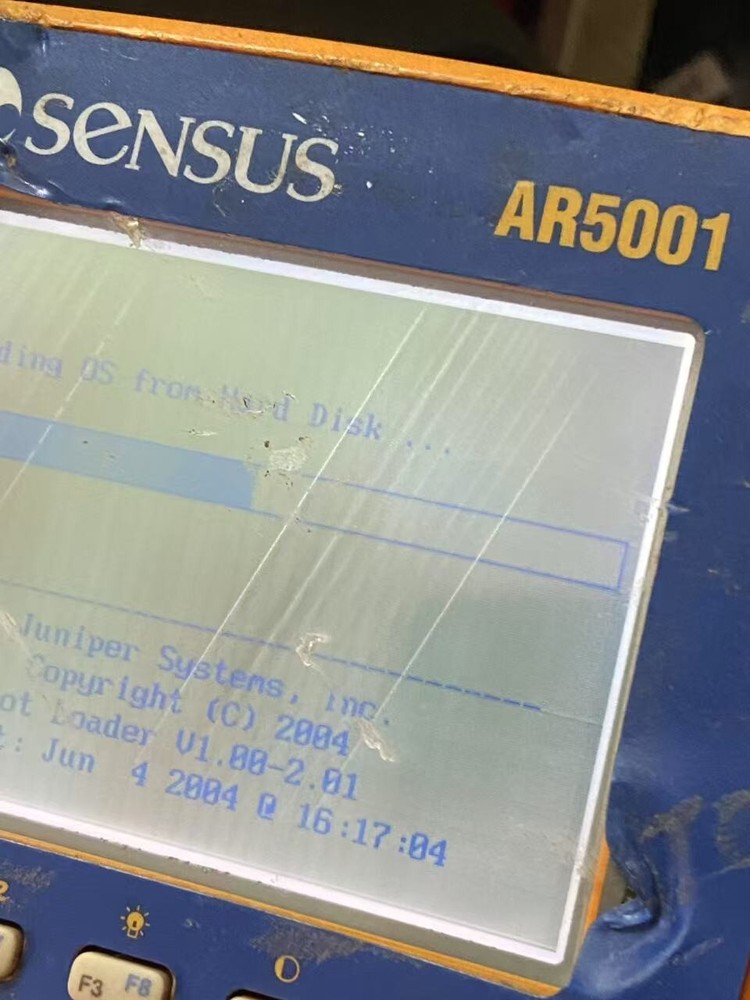 SENSUS
AR5001
ding OS from Hard Disk ...
Juniper Systems, Inc.
Copyright (C) 2004
ot Loader V1.00-2.01
t: Jun 4 2004 @ 16:17:04
2
F3 F8